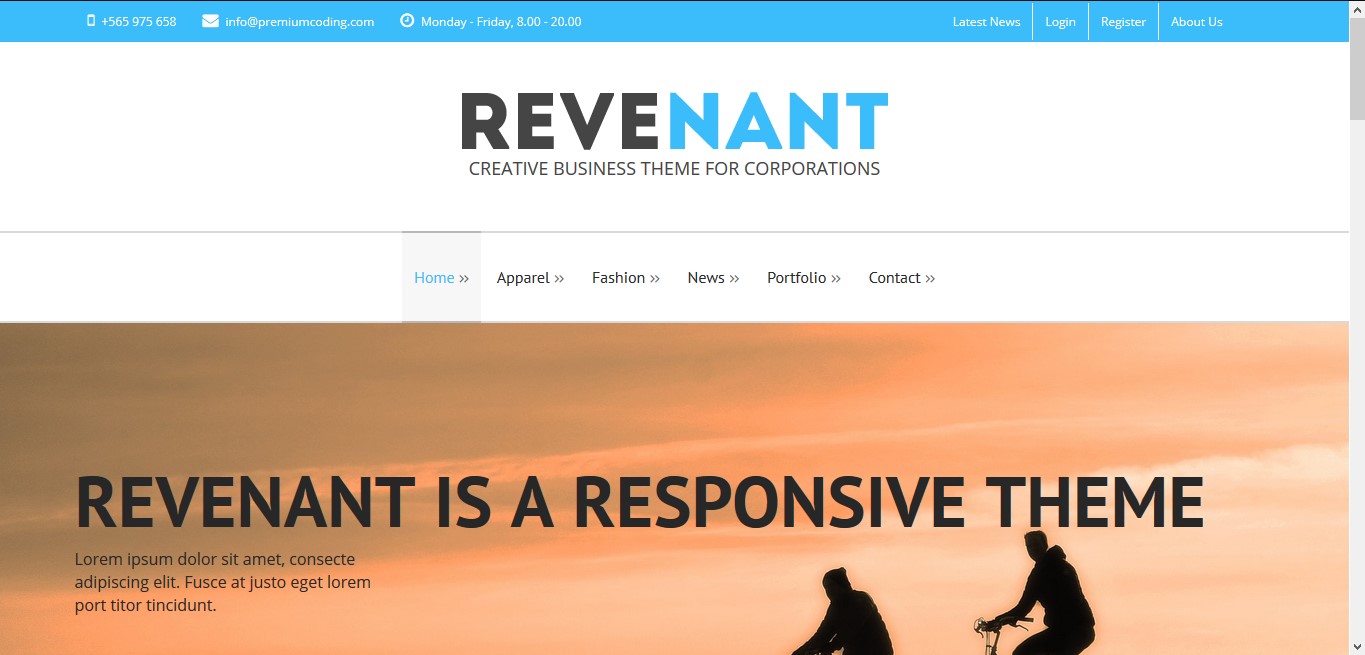 +565 975 658 info@premiumcoding.com Monday - Friday, 8.00 - 20.00 Latest News Login Register About Us
REVENANT
CREATIVE BUSINESS THEME FOR CORPORATIONS
Home » Apparel » Fashion » News » Portfolio » Contact »
REVENANT IS A RESPONSIVE THEME
Lorem ipsum dolor sit amet, consecte
adipiscing elit. Fusce at justo eget lorem
port titor tincidunt.